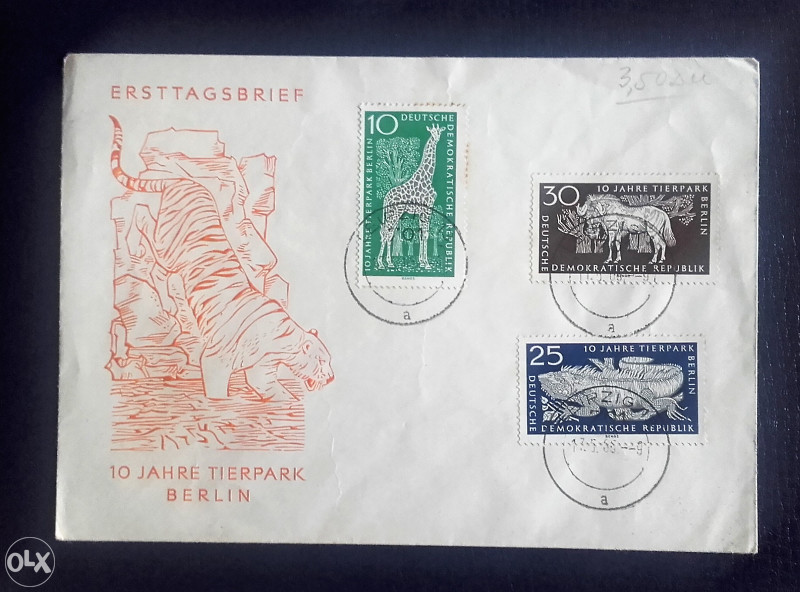 ERSTTAGSBRIEF
3,50
10
DEUTSCHE
DEMOKRATISCHE REPUBLIK
10 JAHRE TIERPARK BERLIN
30
10 JAHRE TIERPARK
BERLIN
DEUTSCHE
DEMOKRATISCHE REPUBLIK
a
a
25
10 JAHRE TIERPARK
BERLIN
DEUTSCHE
DEMOKRATISCHE REPUBLIK
a
10 JAHRE TIERPARK
BERLIN
OLX